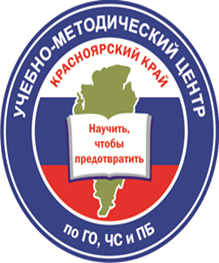 УЧЕБНО-МЕТОДИЧЕСКИЙ ЦЕНТР
КРАСНОЯРСКИЙ КРАЙ
Научить,
чтобы
предотвратить
по ГО, ЧС и ПБ